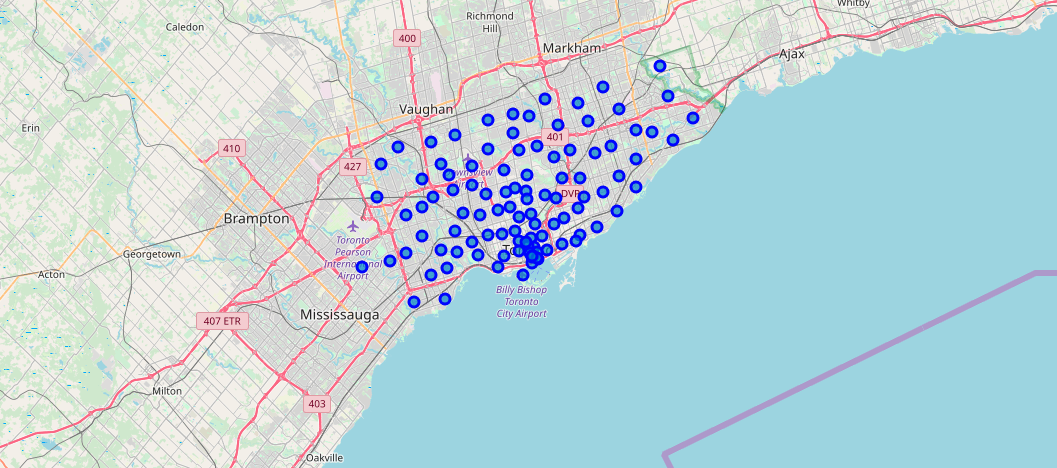 Whitby
Richmond
Hill
Caledon
400
Markham
Ajax
Vaughan
Erin
401
410
427
DVP
Brampton
Toronto
Pearson
International
Airport
Georgetown
Acton
Billy Bishop
Toronto
City Airport
407 ETR
Mississauga
Milton
403
Oakville